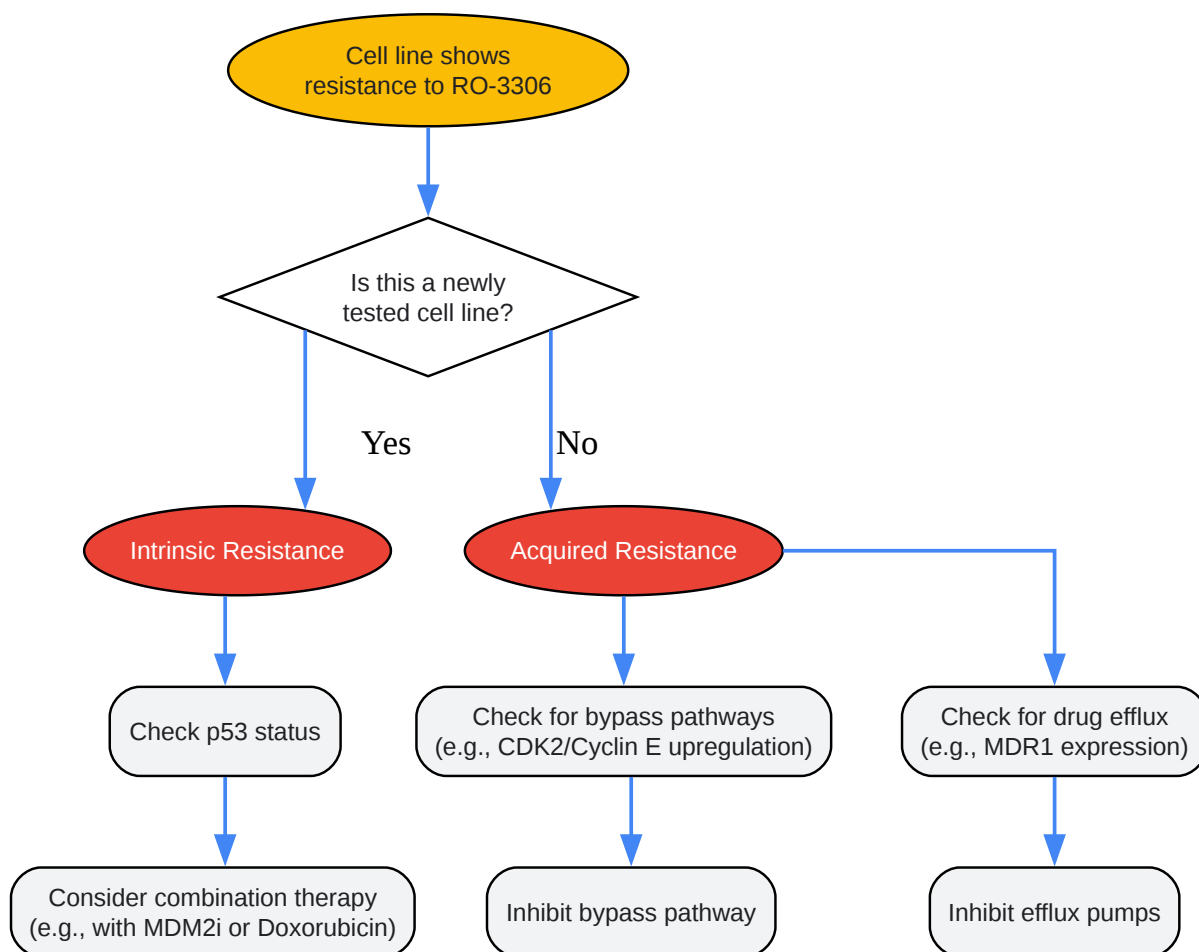 Cell line shows
resistance to RO-3306
Is this a newly
tested cell line?
Yes
No
Intrinsic Resistance
Acquired Resistance
Check p53 status
Check for bypass pathways
(e.g., CDK2/Cyclin E upregulation)
Check for drug efflux
(e.g., MDR1 expression)
Consider combination therapy
(e.g., with MDM2i or Doxorubicin)
Inhibit bypass pathway
Inhibit efflux pumps